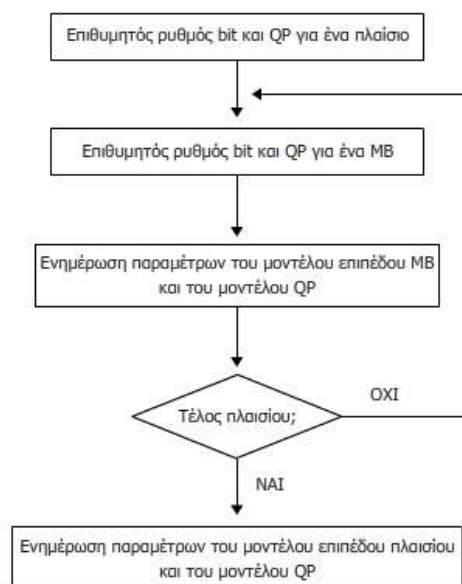 Επιθυμητός ρυθμός bit και QP για ένα πλαίσιο
Επιθυμητός ρυθμός bit και QP για ένα MB
Ενημέρωση παραμέτρων του μοντέλου επιπέδου MB
και του μοντέλου QP
Τέλος πλαισίου;
ΟΧΙ
ΝΑΙ
Ενημέρωση παραμέτρων του μοντέλου επιπέδου πλαισίου
και του μοντέλου QP